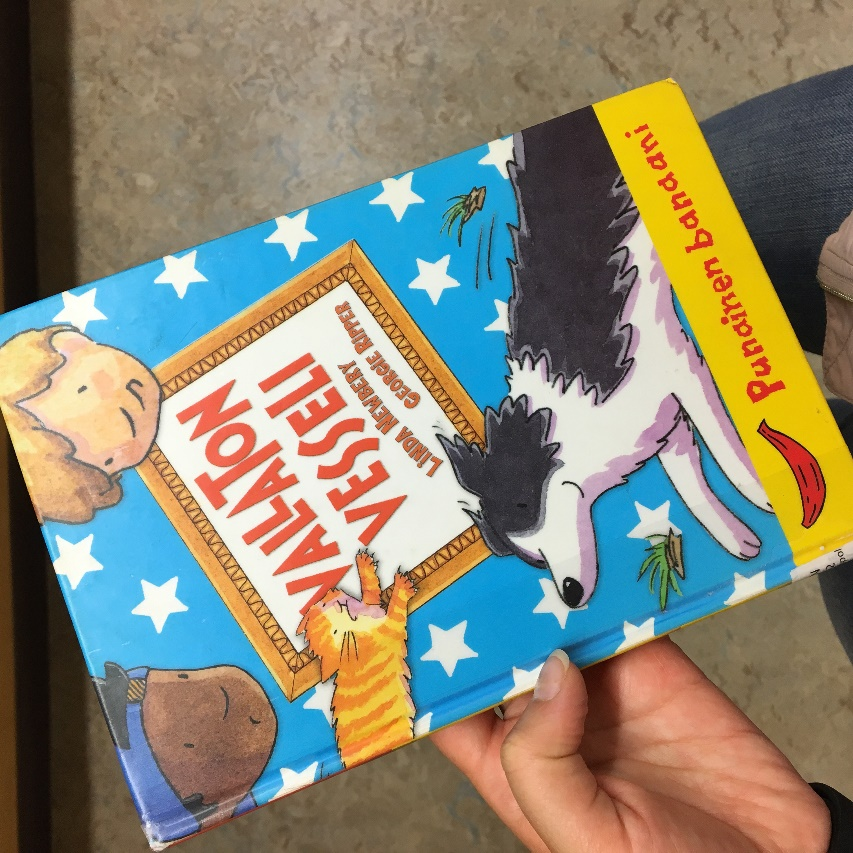 Punainen banaani
VALLATON
VESSELI
LINDA NEWBERY
GEORGIE RIPPER